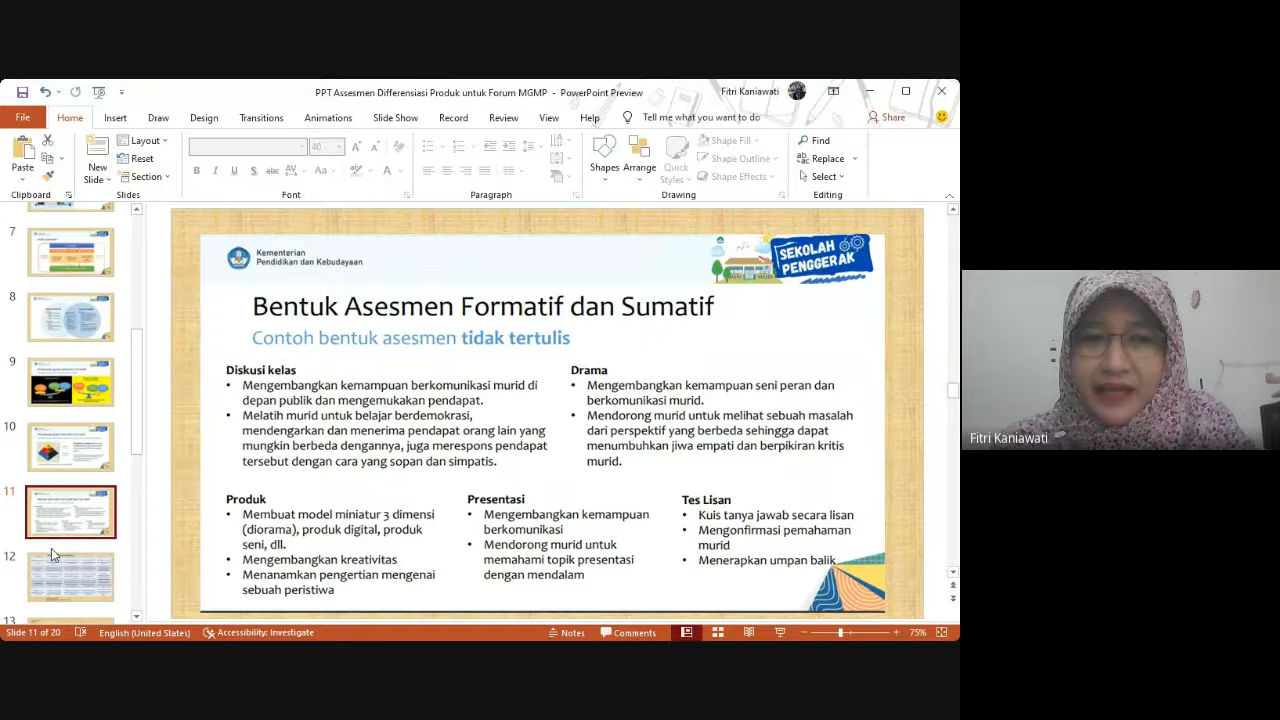 PPT Assesmen Differensiasi Produk untuk Forum MGMP - PowerPoint Preview
Fitri Kaniawati
File Home Insert Draw Design Transitions Animations Slide Show Record Review View Help Tell me what you want to do Share
Paste
Clipboard
New Slide
Layout
Reset
Section
Slides
40
Font
Paragraph
Shapes
Arrange
Quick Styles
Shape Fill
Shape Outline
Shape Effects
Drawing
Find
Replace
Select
Editing
7
8
9
10
11
12
13
Kementerian
Pendidikan dan Kebudayaan
SEKOLAH
PENGGERAK
Bentuk Asesmen Formatif dan Sumatif
Contoh bentuk asesmen tidak tertulis
Diskusi kelas
• Mengembangkan kemampuan berkomunikasi murid di
depan publik dan mengemukakan pendapat.
• Melatih murid untuk belajar berdemokrasi,
mendengarkan dan menerima pendapat orang lain yang
mungkin berbeda dengannya, juga merespons pendapat
tersebut dengan cara yang sopan dan simpatis.
Drama
• Mengembangkan kemampuan seni peran dan
berkomunikasi murid.
• Mendorong murid untuk melihat sebuah masalah
dari perspektif yang berbeda sehingga dapat
menumbuhkan jiwa empati dan berpikiran kritis
murid.
Produk
• Membuat model miniatur 3 dimensi
(diorama), produk digital, produk
seni, dll.
• Mengembangkan kreativitas
• Menanamkan pengertian mengenai
sebuah peristiwa
Presentasi
• Mengembangkan kemampuan
berkomunikasi
• Mendorong murid untuk
memahami topik presentasi
dengan mendalam
Tes Lisan
• Kuis tanya jawab secara lisan
• Mengonfirmasi pemahaman
murid
• Menerapkan umpan balik
Slide 11 of 20
English (United States)
Accessibility: Investigate
Notes
Comments
75%
Fitri Kaniawati